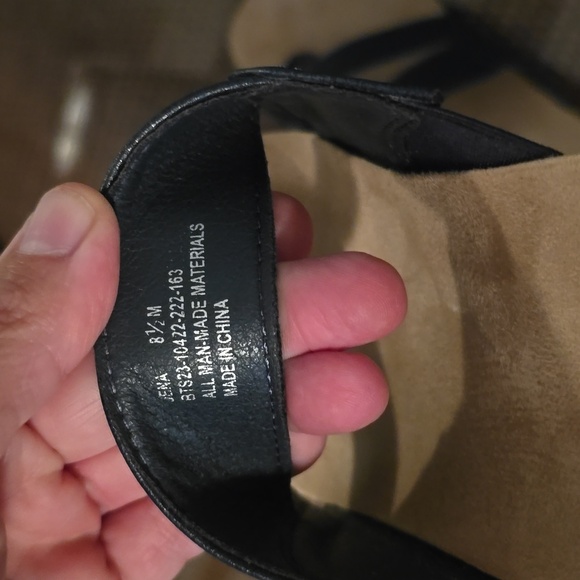 JENA 8½ M
BTS23-10422-222-163
ALL MAN-MADE MATERIALS
MADE IN CHINA